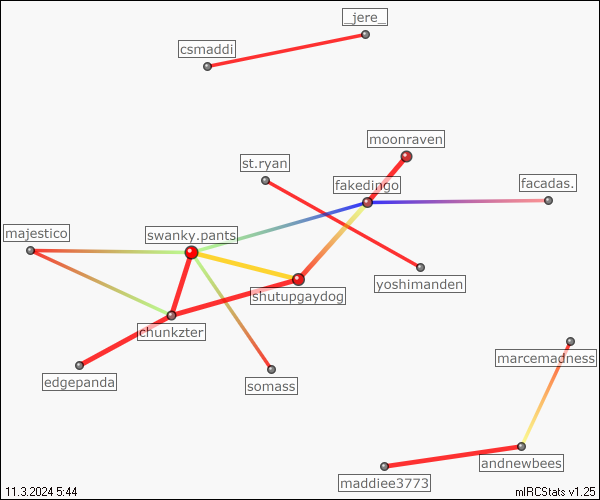 _jere_
csmaddi
moonraven
st.ryan
fakedingo
facadas.
majestico
swanky.pants
yoshimanden
shutupgaydog
chunkzter
marcemadness
edgepanda
somass
andnewbees
maddiee3773
11.3.2024 5:44
mIRCStats v1.25